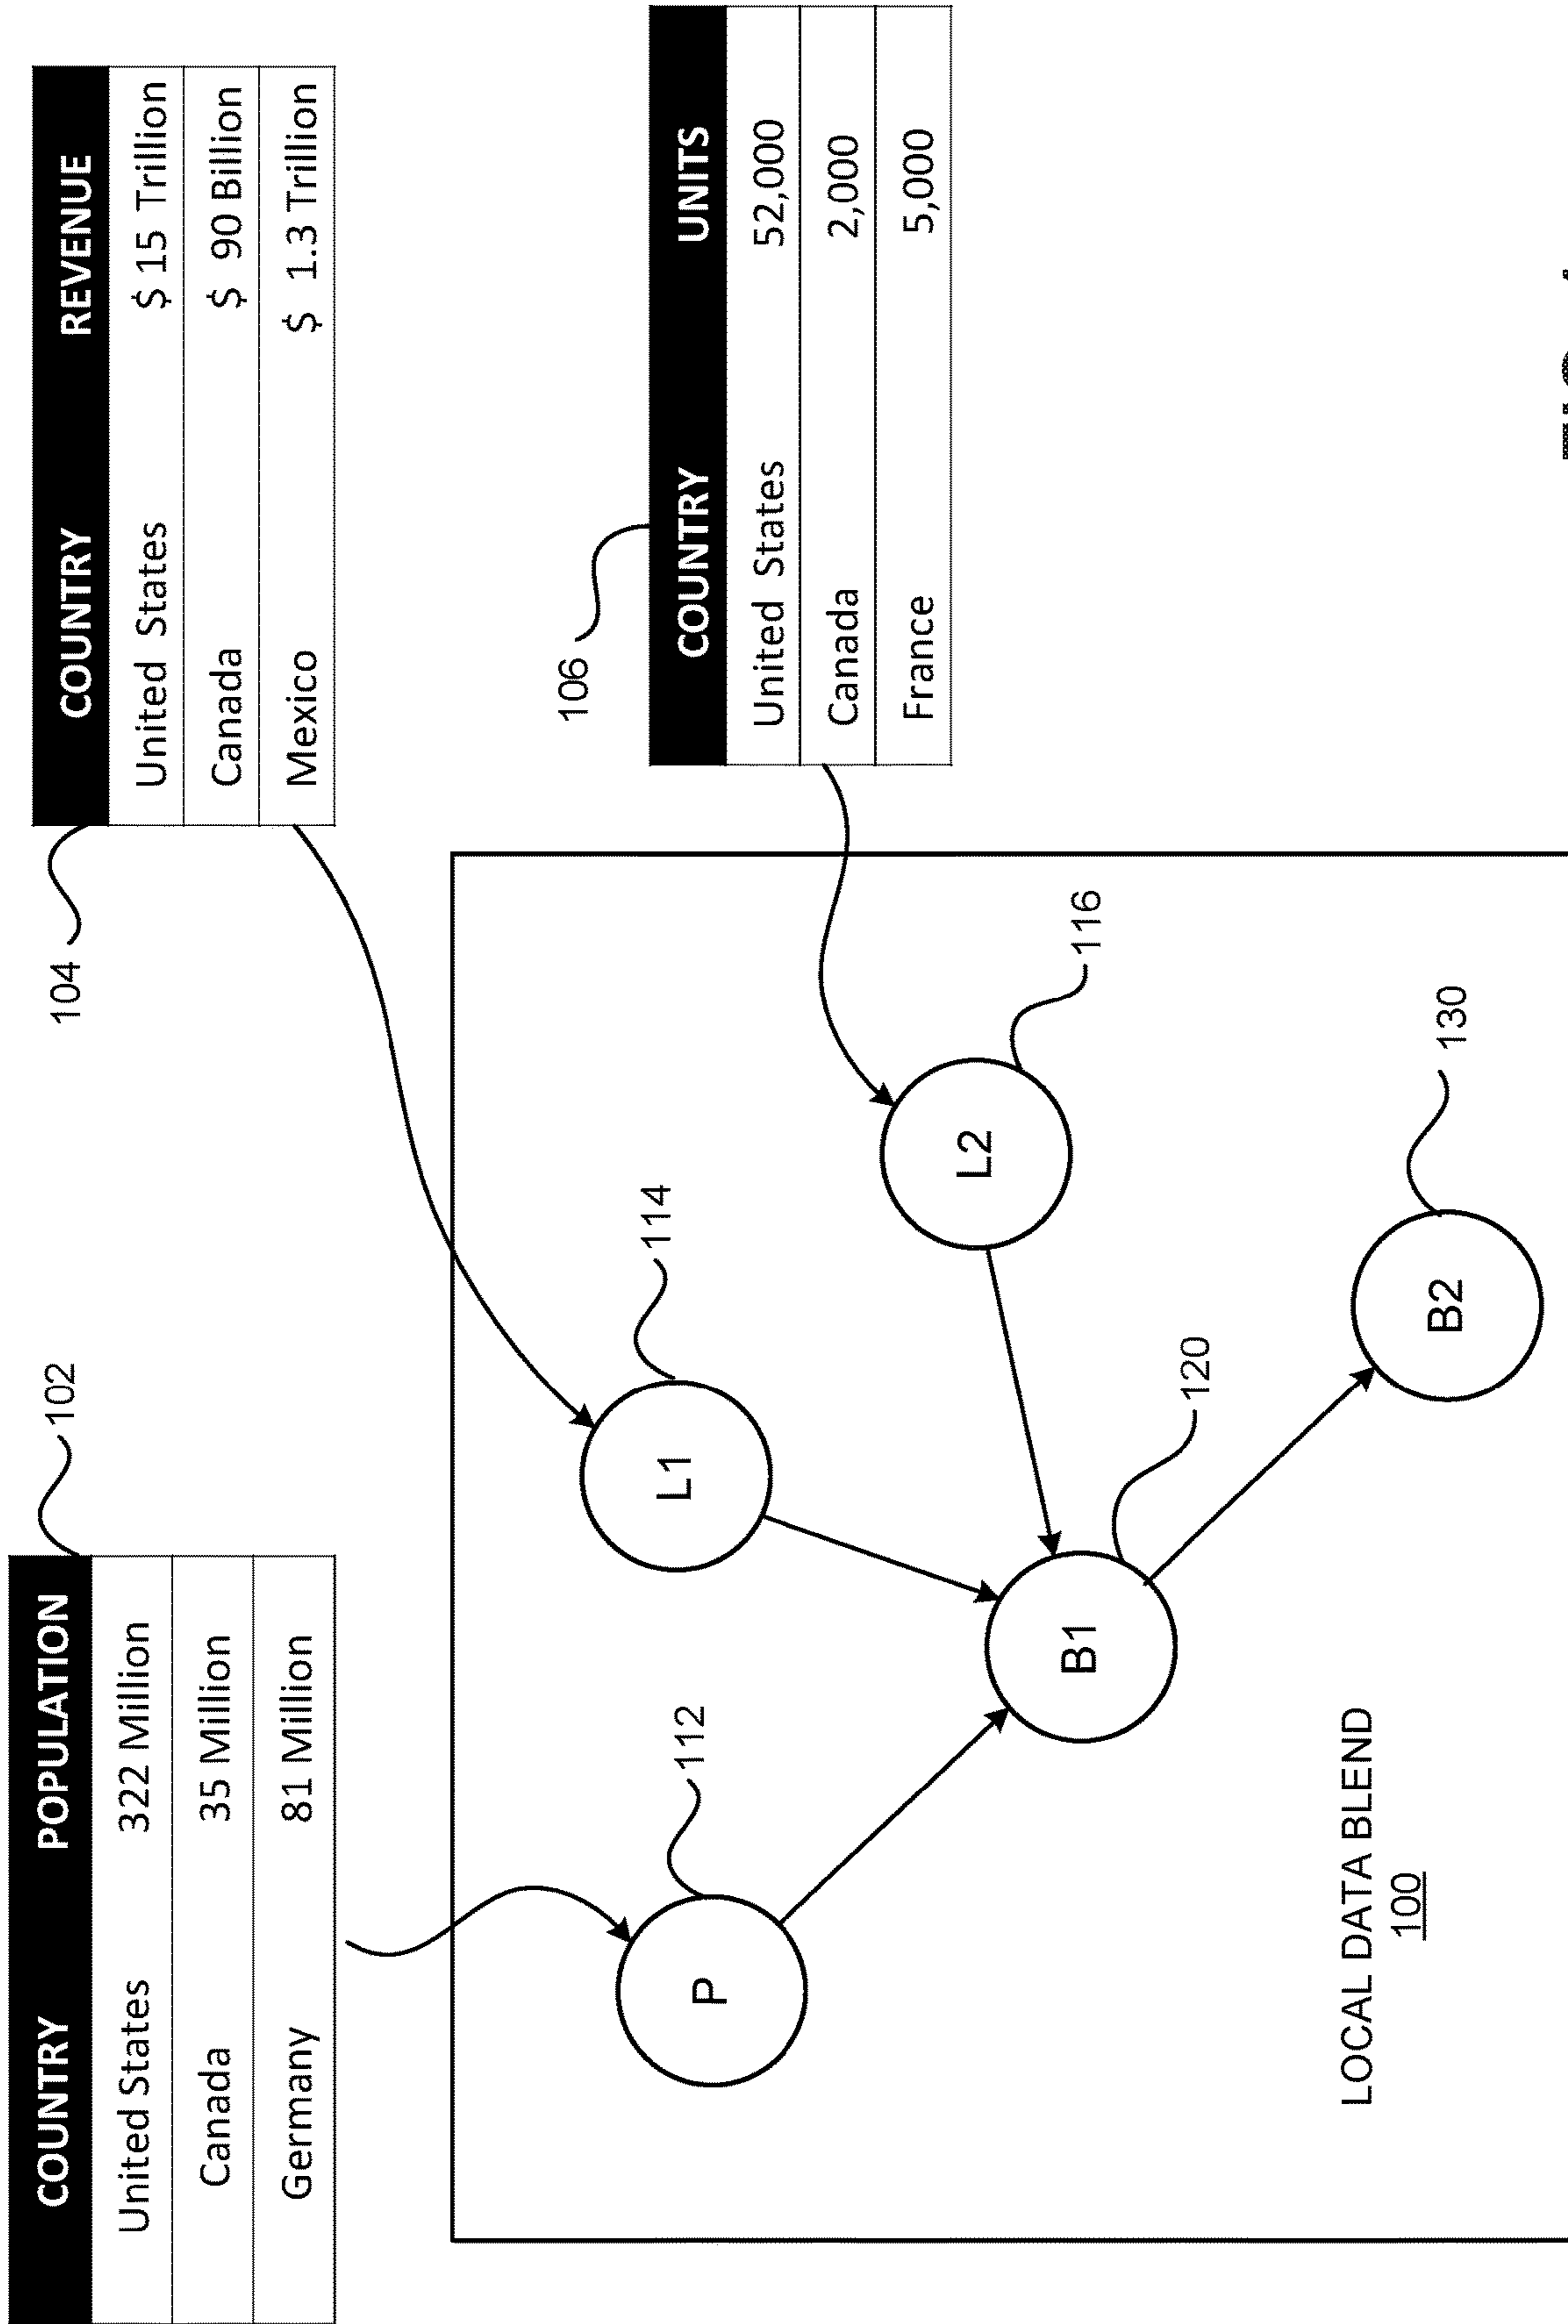 COUNTRY POPULATION
United States 322 Million
Canada 35 Million
Germany 81 Million
102
COUNTRY REVENUE
United States $ 15 Trillion
Canada $ 90 Billion
Mexico $ 1.3 Trillion
104
COUNTRY UNITS
United States 52,000
Canada 2,000
France 5,000
106
P
112
L1
114
L2
116
B1
120
B2
130
LOCAL DATA BLEND
100